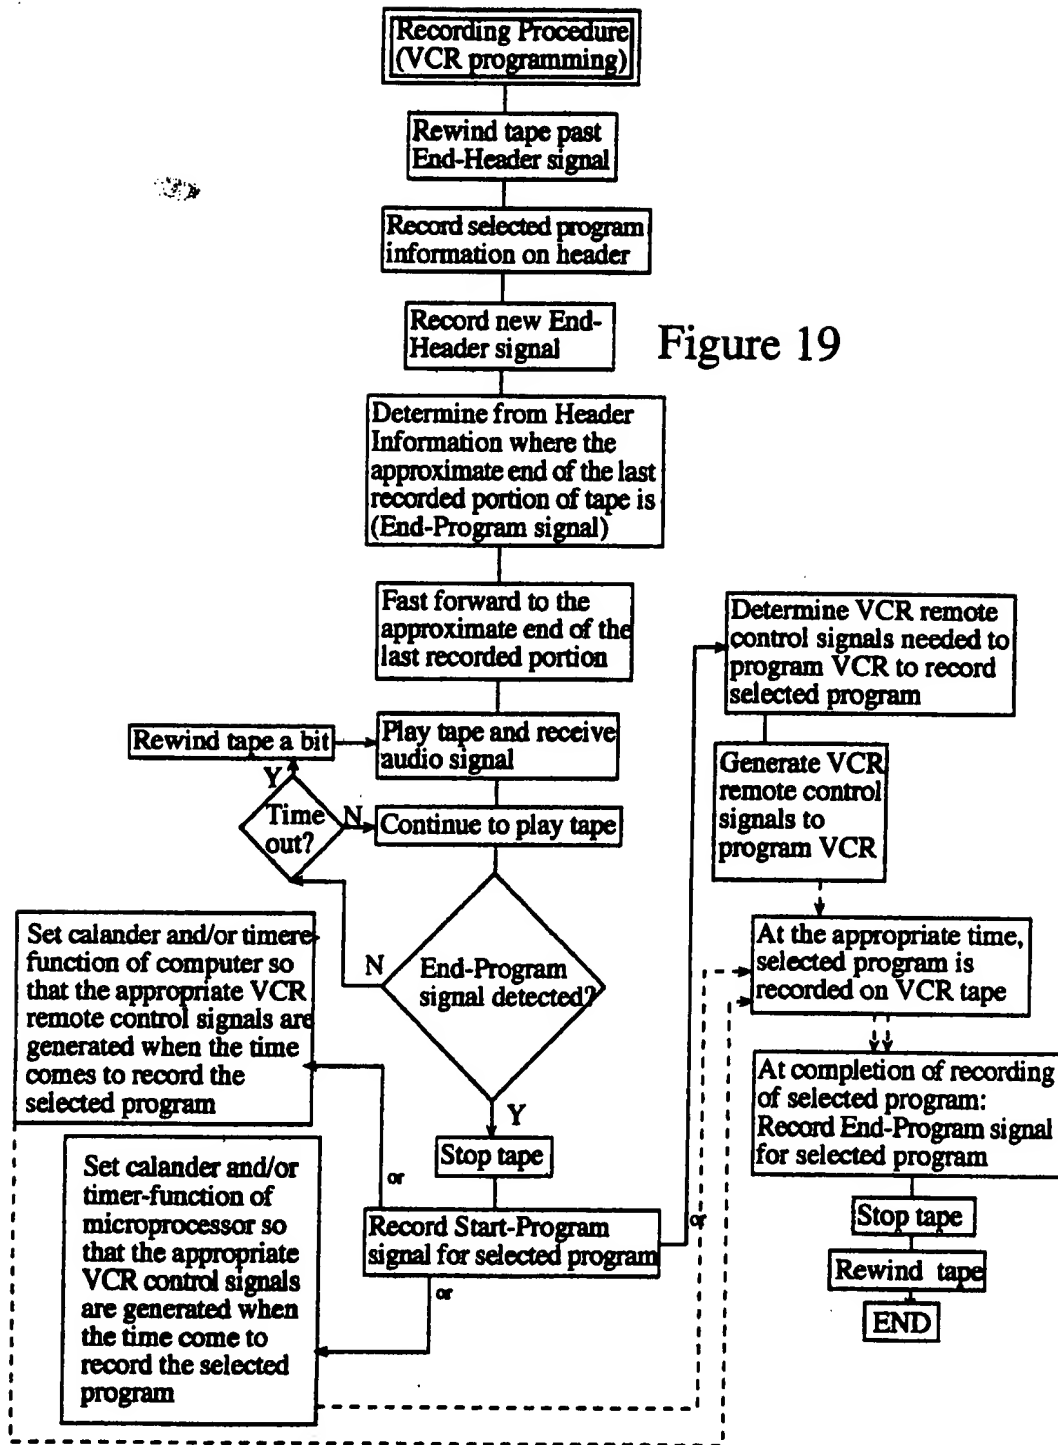 Recording Procedure
(VCR programming)
Rewind tape past
End-Header signal
Record selected program
information on header
Record new End-
Header signal
Figure 19
Determine from Header
Information where the
approximate end of the last
recorded portion of tape is
(End-Program signal)
Fast forward to the
approximate end of the
last recorded portion
Rewind tape a bit
Play tape and receive
audio signal
Y
Time
out?
N
Continue to play tape
N
End-Program
signal detected?
Y
Stop tape
Record Start-Program
signal for selected program
or
or
or
Set calander and/or timere-
function of computer so
that the appropriate VCR
remote control signals are
generated when the time
comes to record the
selected program
Set calander and/or
timer-function of
microprocessor so
that the appropriate
VCR control signals
are generated when
the time come to
record the selected
program
Determine VCR remote
control signals needed to
program VCR to record
selected program
Generate VCR
remote control
signals to
program VCR
At the appropriate time,
selected program is
recorded on VCR tape
At completion of recording
of selected program:
Record End-Program signal
for selected program
Stop tape
Rewind tape
END